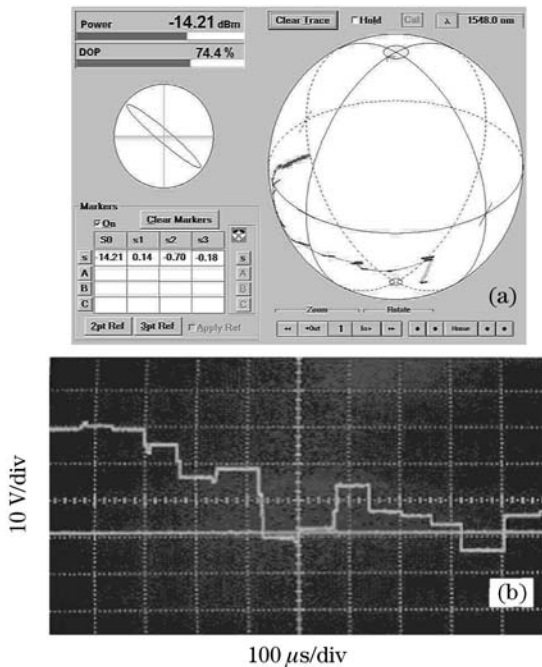 Power -14.21 dBm
DOP 74.4 %
Clear Trace Hold Cal λ 1548.0 nm
Markers
On Clear Markers
S0 s1 s2 s3
s -14.21 0.14 -0.70 -0.18 s
A A
B B
C C
2pt Ref 3pt Ref Apply Ref
Zoom Rotate
Out 1 In Home
(a)
10 V/div
(b)
100 μs/div